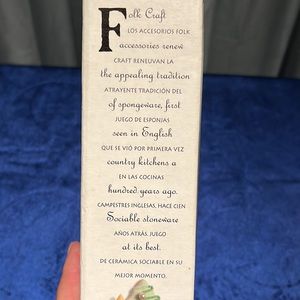 Folk Craft
LOS ACCESORIOS FOLK
accessories renew
CRAFT RENEUVAN LA
the appealing tradition
ATRAYENTE TRADICIÓN DEL
of spongeware, first
JUEGO DE ESPONJAS
seen in English
QUE SE VIÓ POR PRIMERA VEZ
country kitchens a
EN LAS COCINAS
hundred years ago.
CAMPESTRES INGLESAS, HACE CIEN
Sociable stoneware
AÑOS ATRÁS. JUEGO
at its best.
DE CERÁMICA SOCIABLE EN SU
MEJOR MOMENTO.